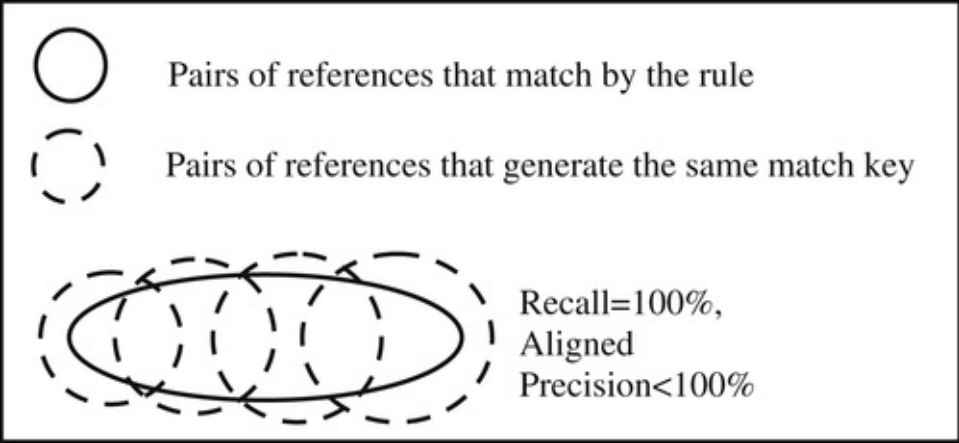 Pairs of references that match by the rule
Pairs of references that generate the same match key
Recall=100%,
Aligned
Precision<100%